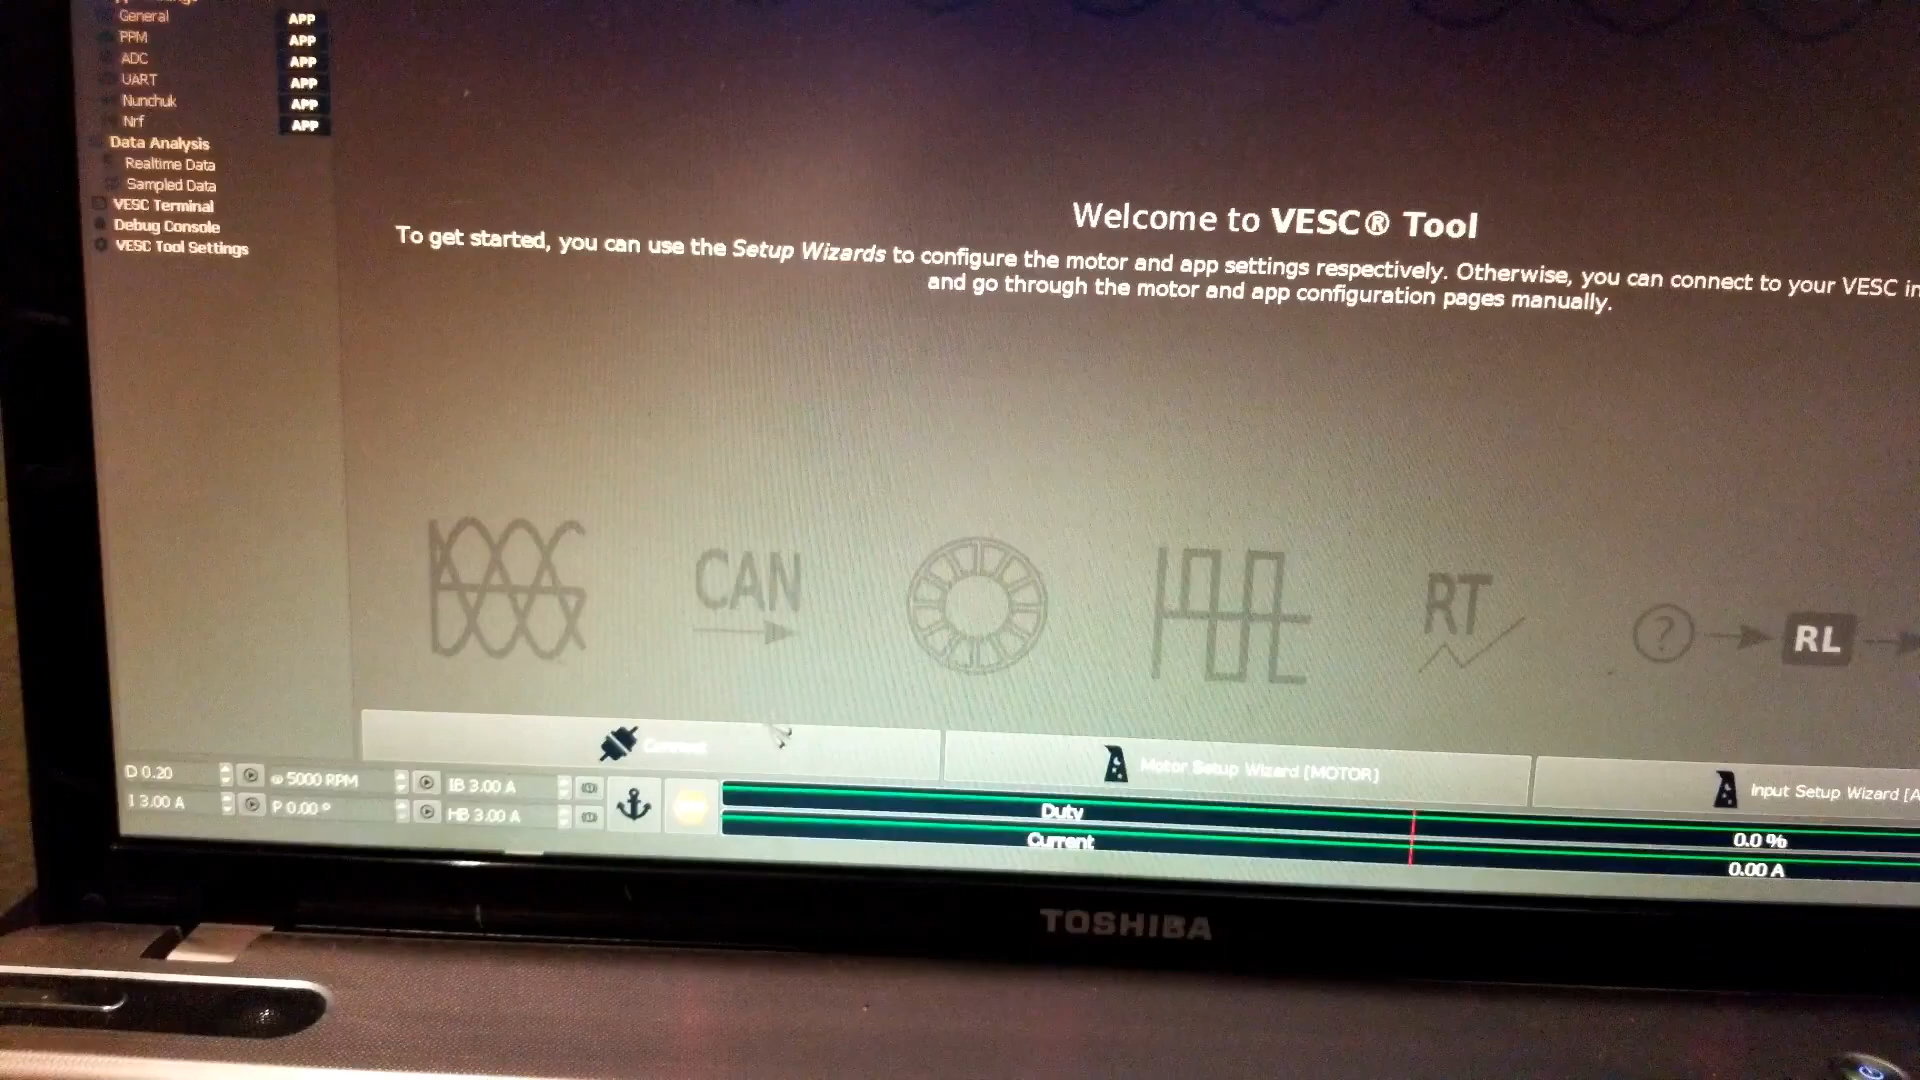 General APP
PPM APP
ADC APP
UART APP
Nunchuk APP
Nrf APP
Data Analysis
Realtime Data
Sampled Data
VESC Terminal
Debug Console
VESC Tool Settings
Welcome to VESC® Tool
To get started, you can use the Setup Wizards to configure the motor and app settings respectively. Otherwise, you can connect to your VESC in
and go through the motor and app configuration pages manually.
CAN
RT
? RL
Connect
Motor Setup Wizard [MOTOR]
Input Setup Wizard [A
D 0.20
5000 RPM
IB 3.00 A
I 3.00 A
P 0.00 °
HB 3.00 A
Duty
0.0 %
Current
0.00 A
TOSHIBA